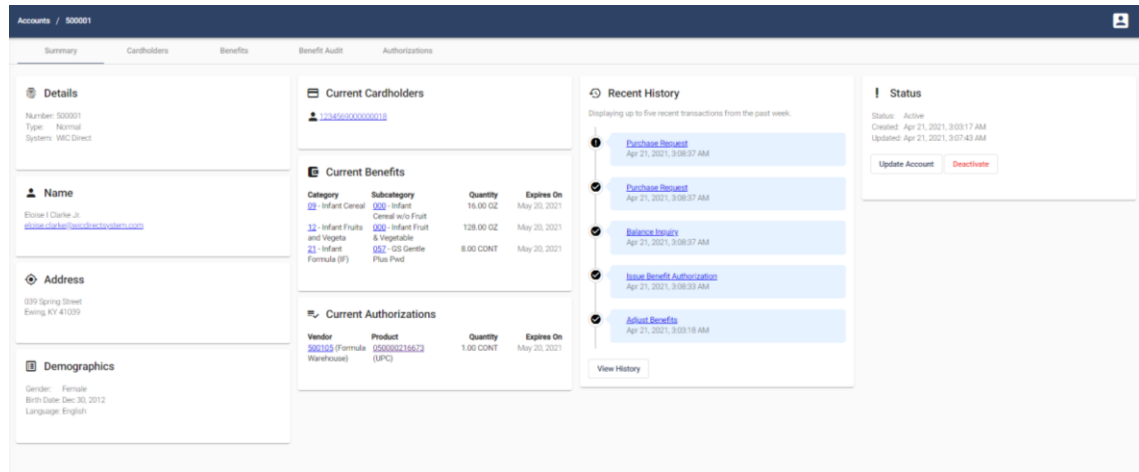 Accounts / 500001
Summary Cardholders Benefits Benefit Audit Authorizations
Details
Number: 500001
Type: Normal
System: WIC Direct
Name
Eloise I Clarke Jr.
eloise.clarke@wicdirectsystem.com
Address
039 Spring Street
Ewing, KY 41039
Demographics
Gender: Female
Birth Date: Dec 30, 2012
Language: English
Current Cardholders
1234569000000018
Current Benefits
Category Subcategory Quantity Expires On
09 - Infant Cereal 000 - Infant 16.00 OZ May 20, 2021
Cereal w/o Fruit
12 - Infant Fruits 000 - Infant Fruit 128.00 OZ May 20, 2021
and Vegeta & Vegetable
21 - Infant 057 - GS Gentle 8.00 CONT May 20, 2021
Formula (IF) Plus Pwd
Current Authorizations
Vendor Product Quantity Expires On
500105 (Formula 050000216673 1.00 CONT May 20, 2021
Warehouse) (UPC)
Recent History
Displaying up to five recent transactions from the past week.
Purchase Request
Apr 21, 2021, 3:08:37 AM
Purchase Request
Apr 21, 2021, 3:08:37 AM
Balance Inquiry
Apr 21, 2021, 3:08:37 AM
Issue Benefit Authorization
Apr 21, 2021, 3:08:33 AM
Adjust Benefits
Apr 21, 2021, 3:03:18 AM
View History
Status
Status: Active
Created: Apr 21, 2021, 3:03:17 AM
Updated: Apr 21, 2021, 3:07:43 AM
Update Account Deactivate